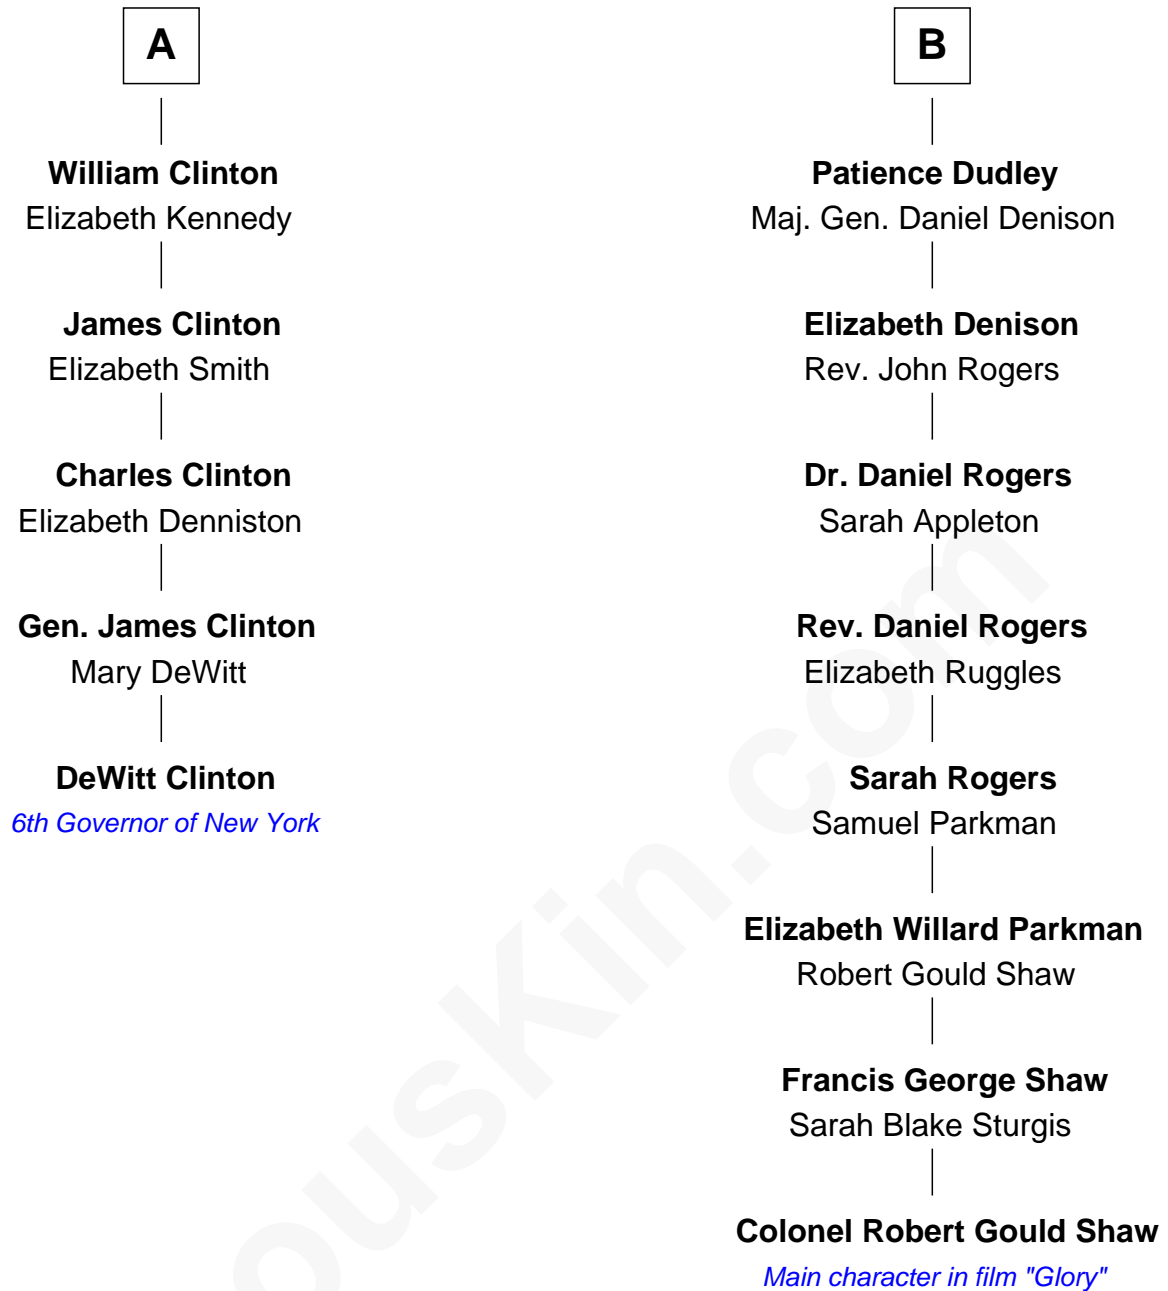 A
William Clinton
Elizabeth Kennedy
James Clinton
Elizabeth Smith
Charles Clinton
Elizabeth Denniston
Gen. James Clinton
Mary DeWitt
DeWitt Clinton
6th Governor of New York
B
Patience Dudley
Maj. Gen. Daniel Denison
Elizabeth Denison
Rev. John Rogers
Dr. Daniel Rogers
Sarah Appleton
Rev. Daniel Rogers
Elizabeth Ruggles
Sarah Rogers
Samuel Parkman
Elizabeth Willard Parkman
Robert Gould Shaw
Francis George Shaw
Sarah Blake Sturgis
Colonel Robert Gould Shaw
Main character in film "Glory"
ousKin.com